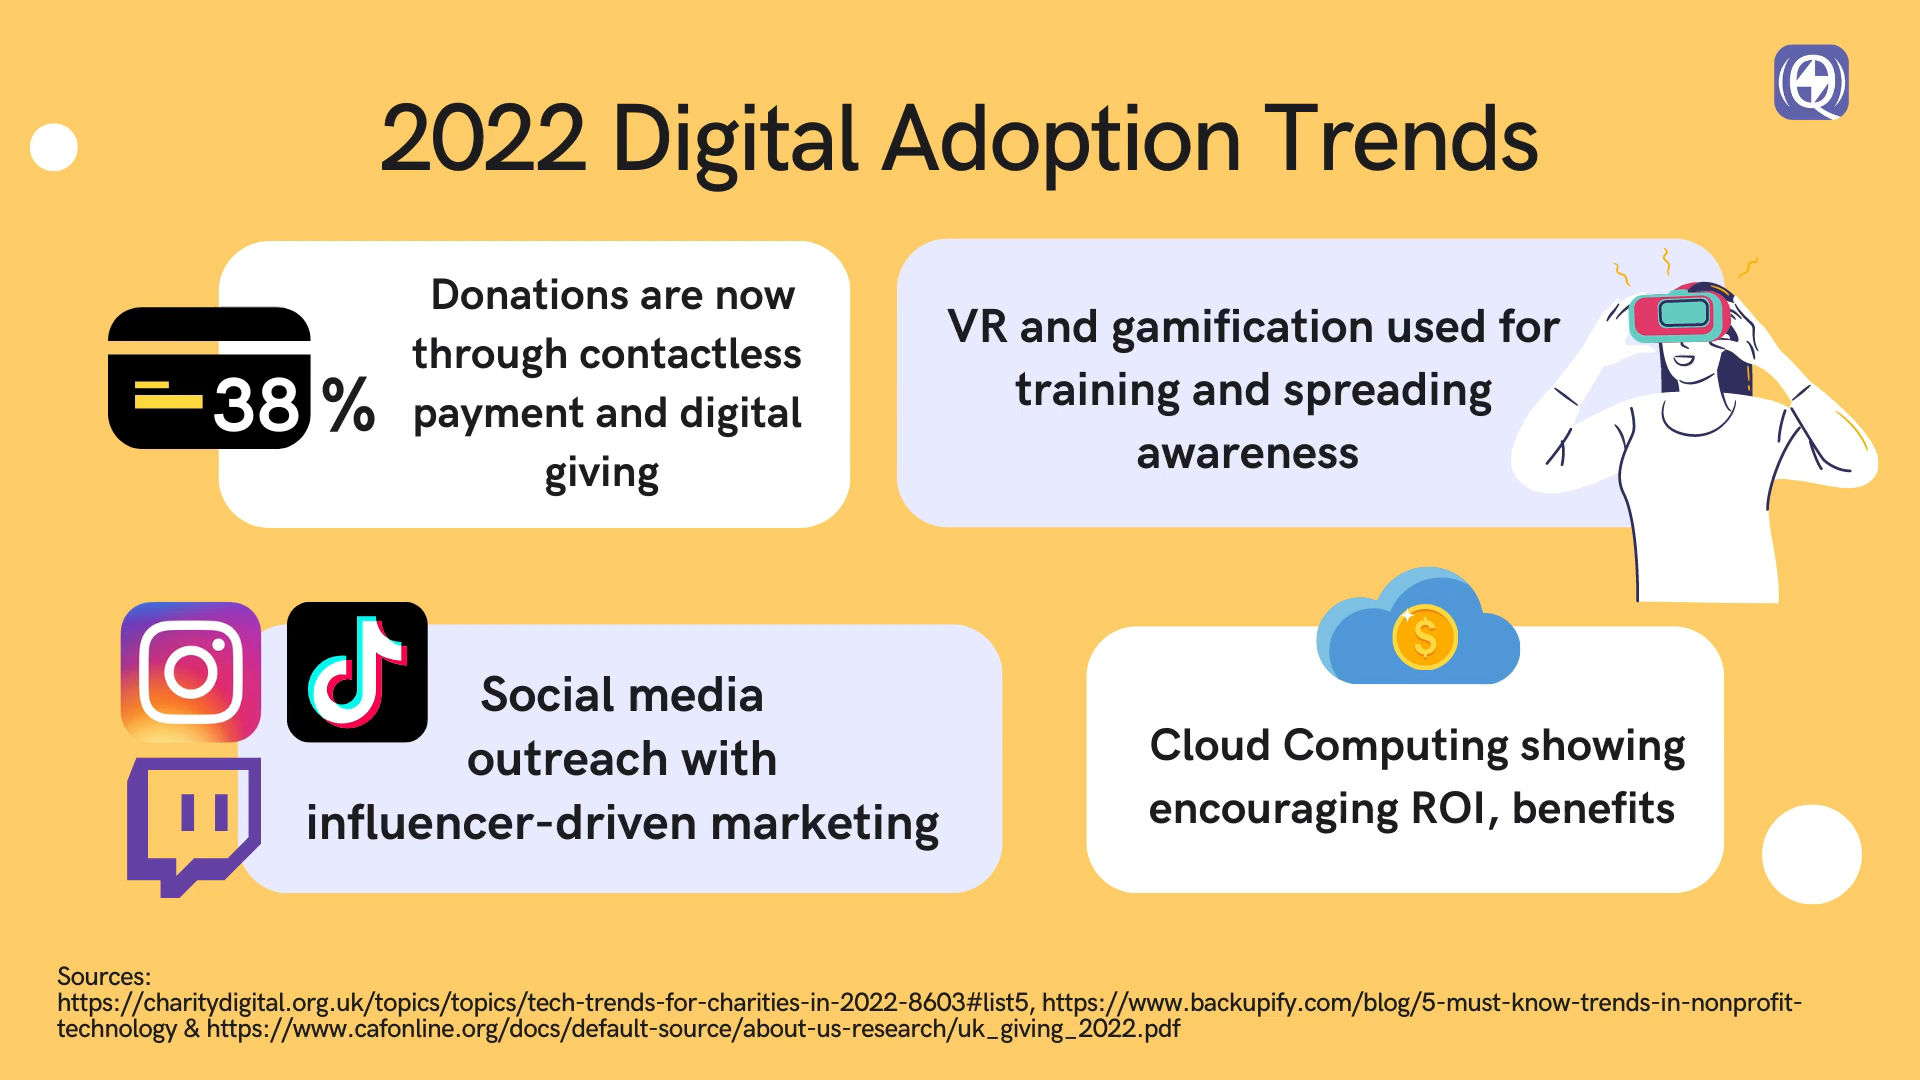 2022 Digital Adoption Trends
38 %
Donations are now
through contactless
payment and digital
giving
VR and gamification used for
training and spreading
awareness
Social media
outreach with
influencer-driven marketing
$
Cloud Computing showing
encouraging ROI, benefits
Sources:
https://charitydigital.org.uk/topics/topics/tech-trends-for-charities-in-2022-8603#list5, https://www.backupify.com/blog/5-must-know-trends-in-nonprofit-
technology & https://www.cafonline.org/docs/default-source/about-us-research/uk_giving_2022.pdf